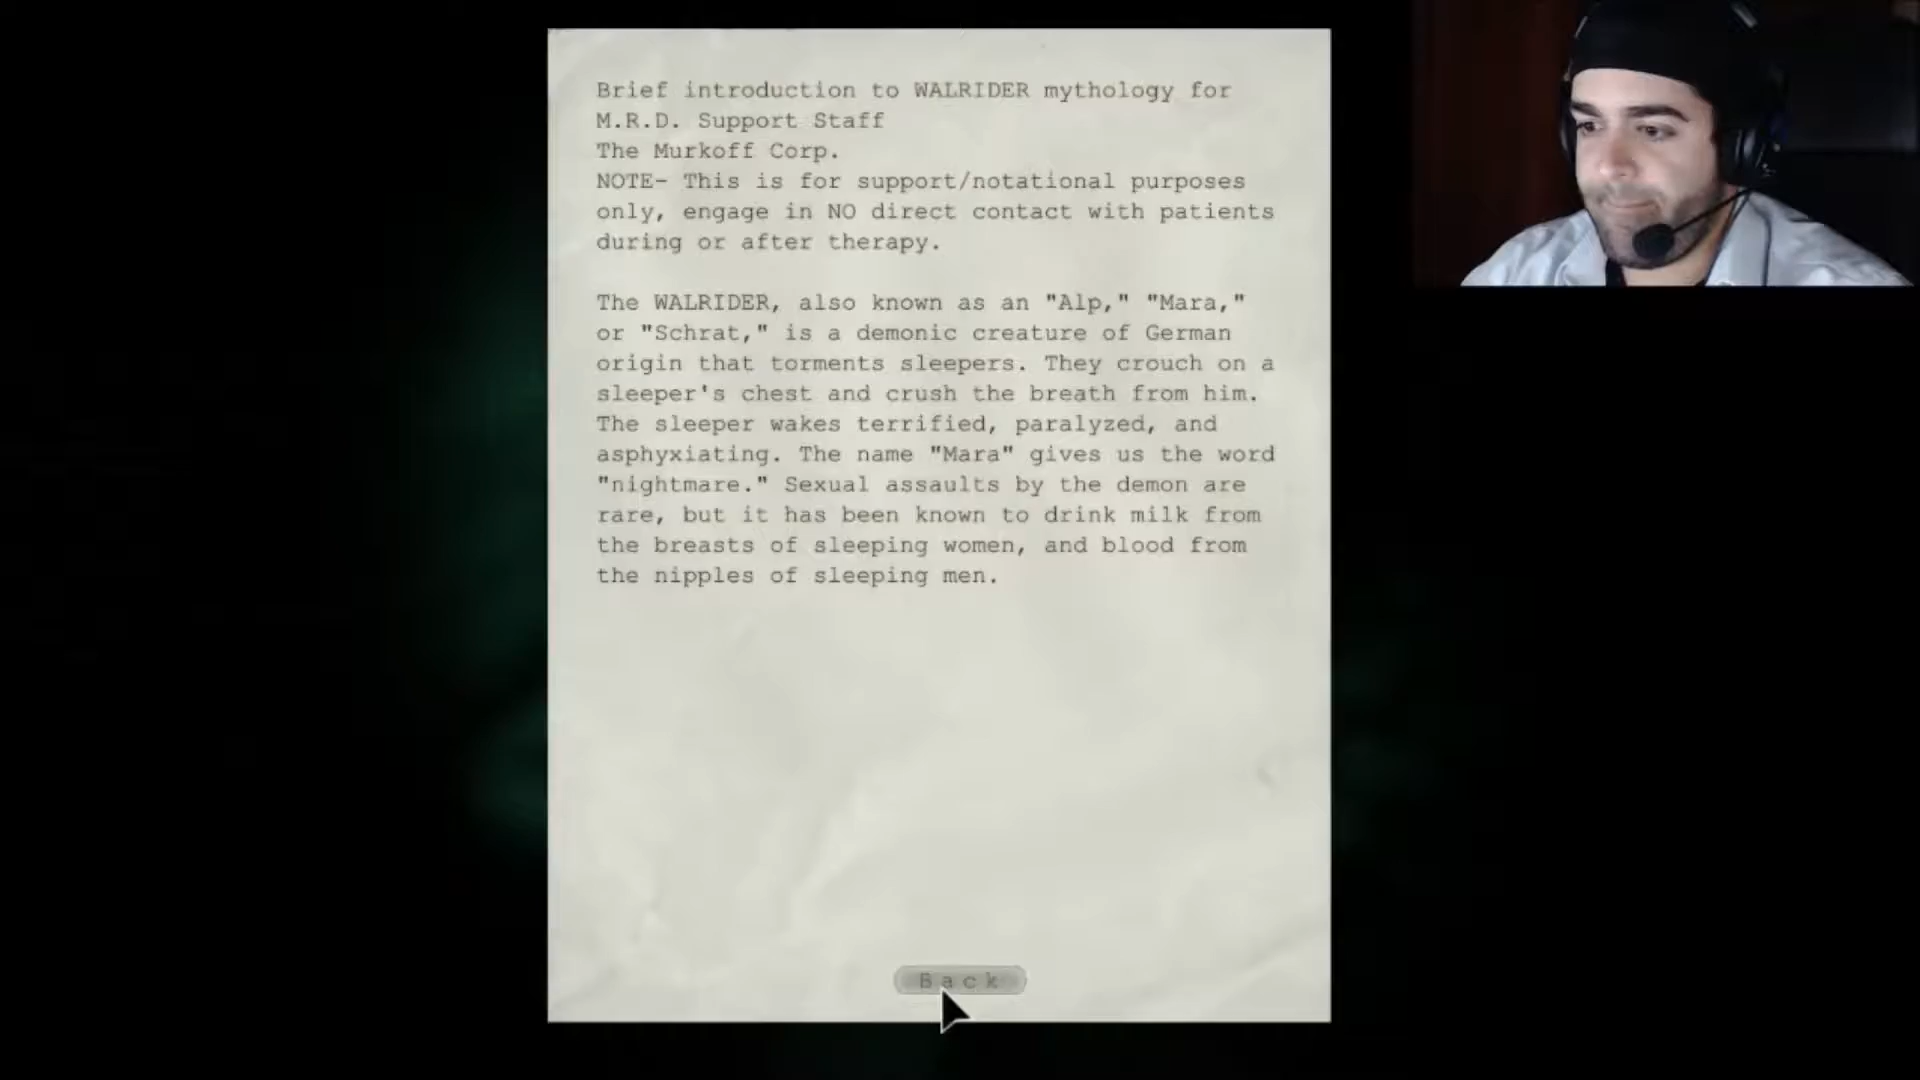 Brief introduction to WALRIDER mythology for
M.R.D. Support Staff
The Murkoff Corp.
NOTE- This is for support/notational purposes
only, engage in NO direct contact with patients
during or after therapy.
The WALRIDER, also known as an "Alp," "Mara,"
or "Schrat," is a demonic creature of German
origin that torments sleepers. They crouch on a
sleeper's chest and crush the breath from him.
The sleeper wakes terrified, paralyzed, and
asphyxiating. The name "Mara" gives us the word
"nightmare." Sexual assaults by the demon are
rare, but it has been known to drink milk from
the breasts of sleeping women, and blood from
the nipples of sleeping men.
Back